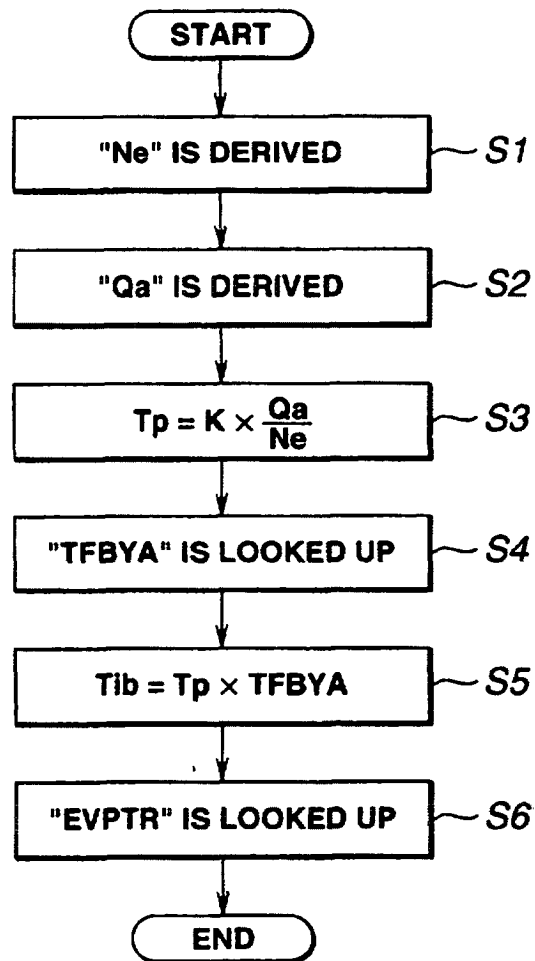 START
"Ne" IS DERIVED
S1
"Qa" IS DERIVED
S2
Tp = K × Qa/Ne
S3
"TFBYA" IS LOOKED UP
S4
Tib = Tp × TFBYA
S5
"EVPTR" IS LOOKED UP
S6
END